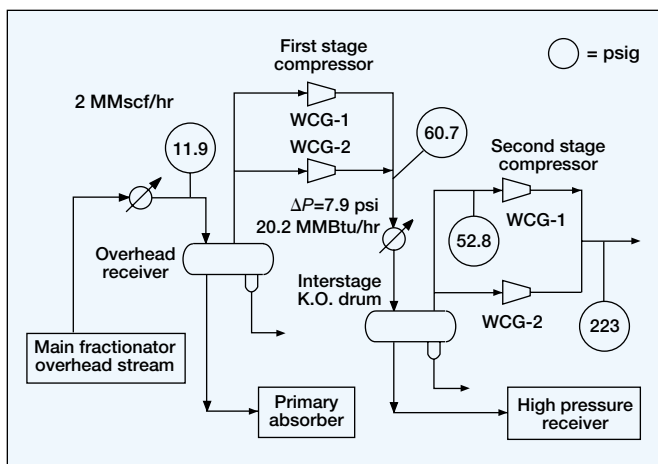 First stage
compressor
= psig
2 MMscf/hr
WCG-1
11.9
WCG-2
60.7
Second stage
compressor
ΔP=7.9 psi
20.2 MMBtu/hr
WCG-1
52.8
Overhead
receiver
Interstage
K.O. drum
WCG-2
223
Main fractionator
overhead stream
Primary
absorber
High pressure
receiver